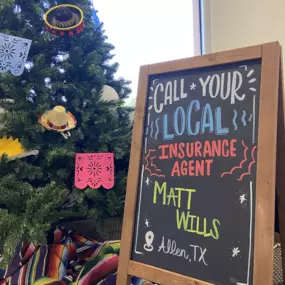 CALL ★ YOUR
LOCAL
INSURANCE
AGENT
MATT
WILLS
Allen, TX